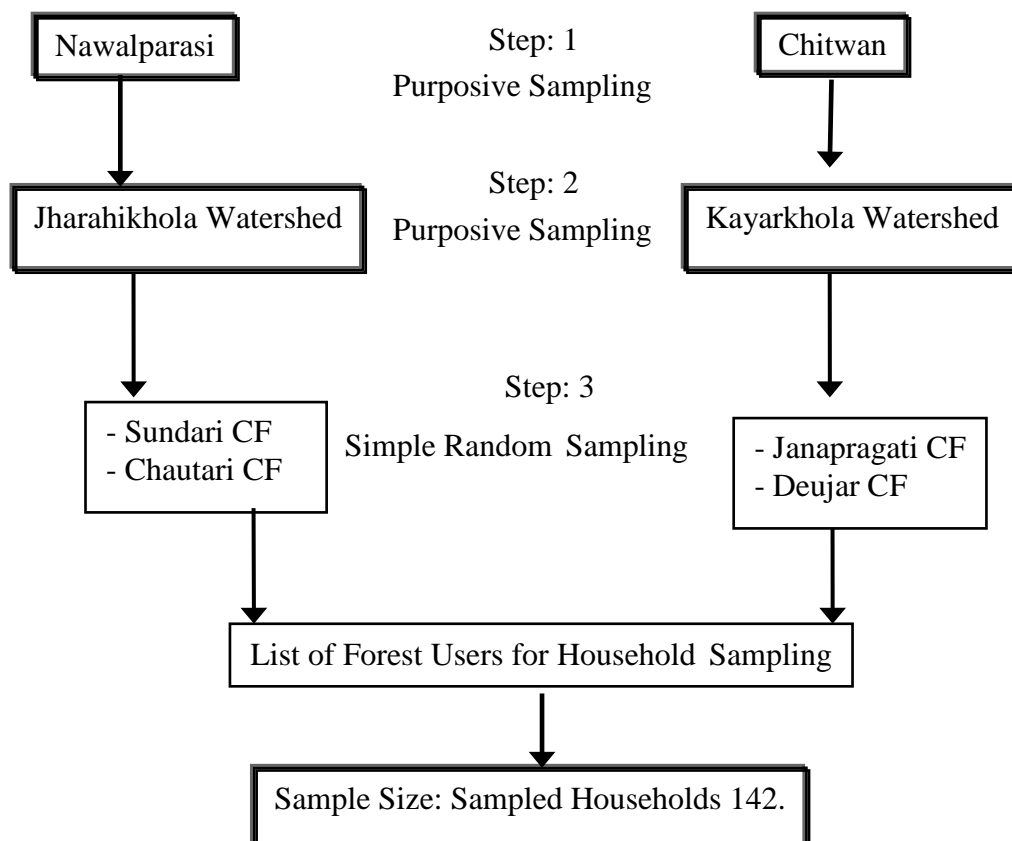 Nawalparasi
Step: 1
Purposive Sampling
Chitwan
Jharahikhola Watershed
Step: 2
Purposive Sampling
Kayarkhola Watershed
Step: 3
Simple Random Sampling
- Sundari CF
- Chautari CF
- Janapragati CF
- Deujar CF
List of Forest Users for Household Sampling
Sample Size: Sampled Households 142.